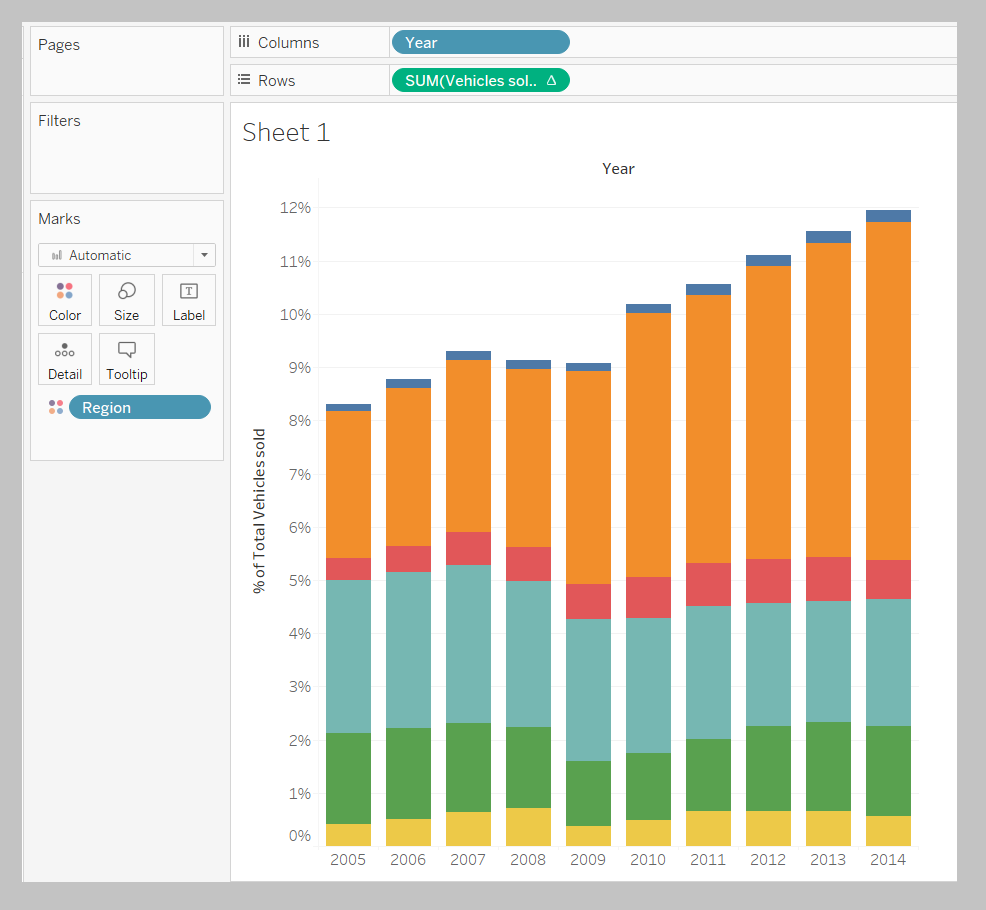 Pages
Columns
Year
Rows
SUM(Vehicles sol.. Δ
Filters
Marks
Automatic
Color
Size
T
Label
Detail
Tooltip
Region
Sheet 1
Year
% of Total Vehicles sold
12%
11%
10%
9%
8%
7%
6%
5%
4%
3%
2%
1%
0%
2005 2006 2007 2008 2009 2010 2011 2012 2013 2014